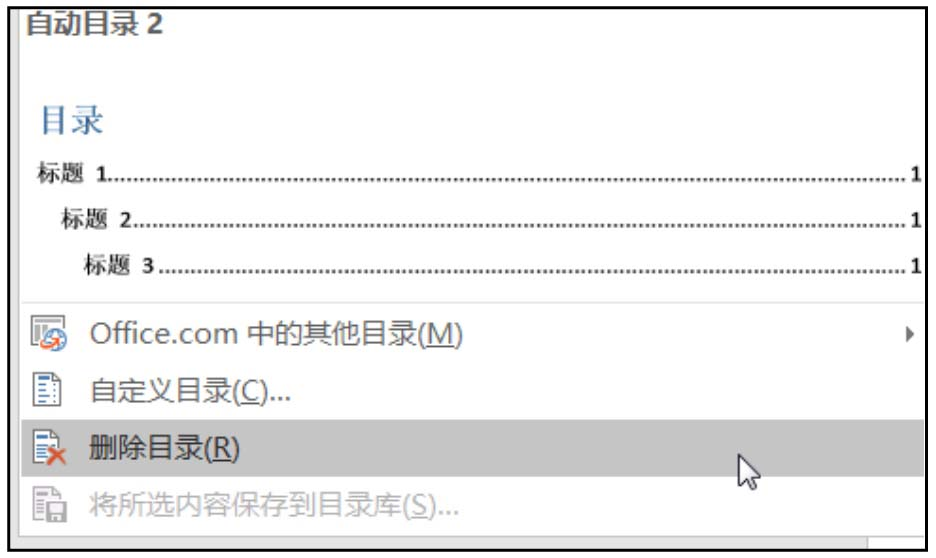 自动目录 2
目录
标题 1........................................................................................................................ 1
标题 2........................................................................................................................ 1
标题 3........................................................................................................................ 1
Office.com 中的其他目录(M)
自定义目录(C)...
删除目录(R)
将所选内容保存到目录库(S)...